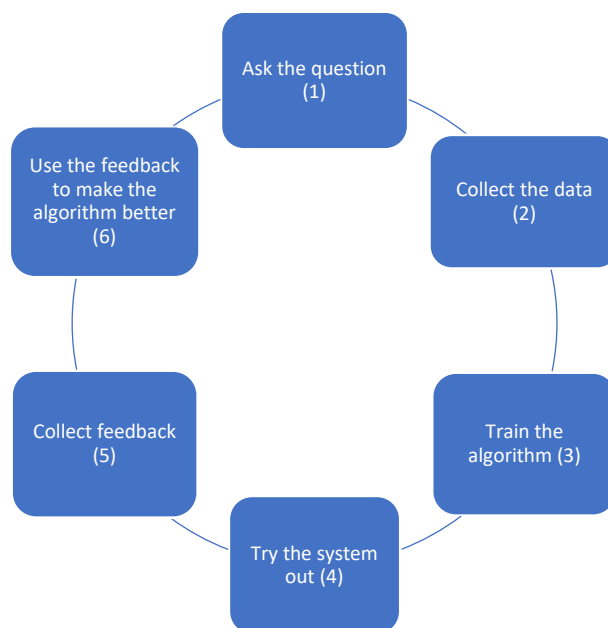 Ask the question
(1)
Collect the data
(2)
Train the
algorithm (3)
Try the system
out (4)
Collect feedback
(5)
Use the feedback
to make the
algorithm better
(6)